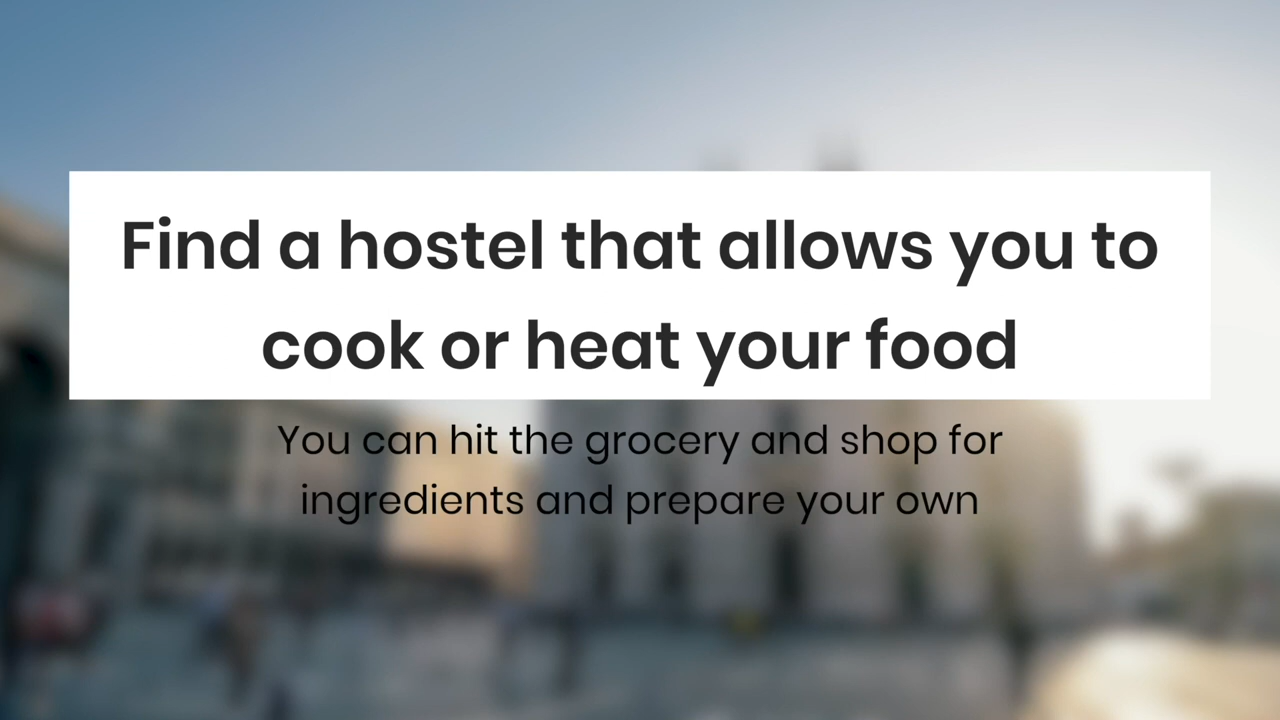 Find a hostel that allows you to
cook or heat your food
You can hit the grocery and shop for
ingredients and prepare your own